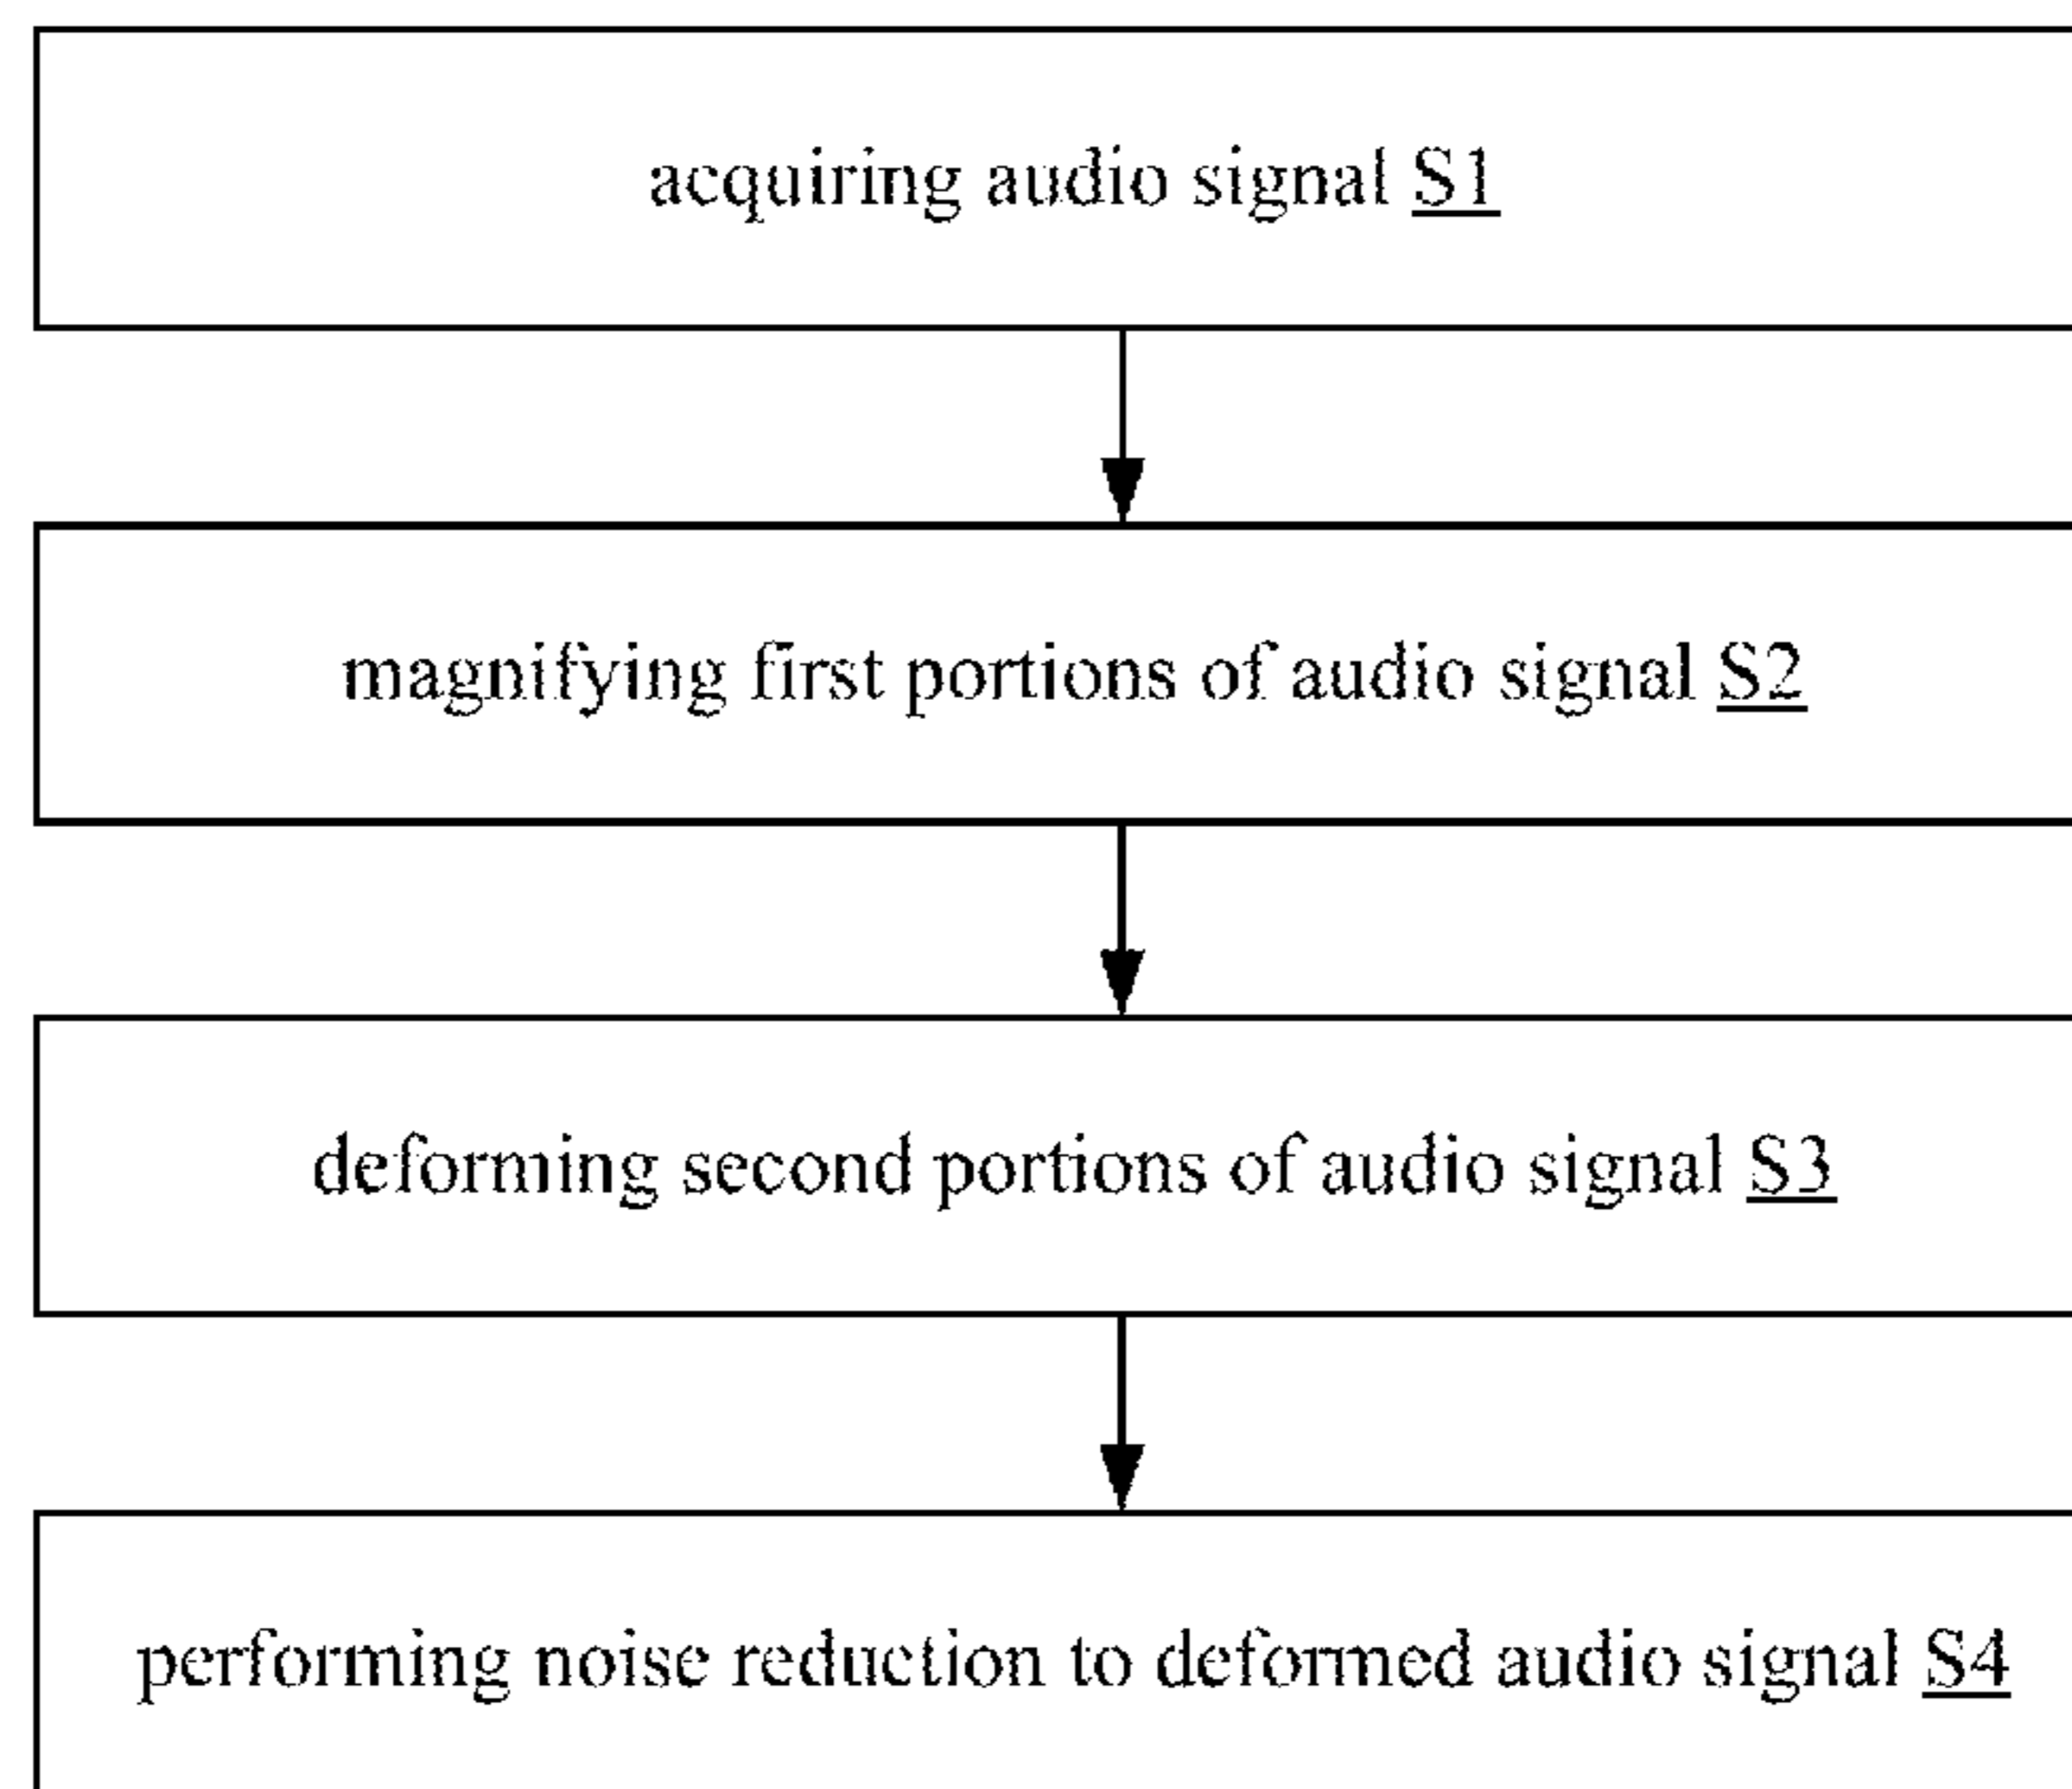 acquiring audio signal S1
magnifying first portions of audio signal S2
deforming second portions of audio signal S3
performing noise reduction to deformed audio signal S4